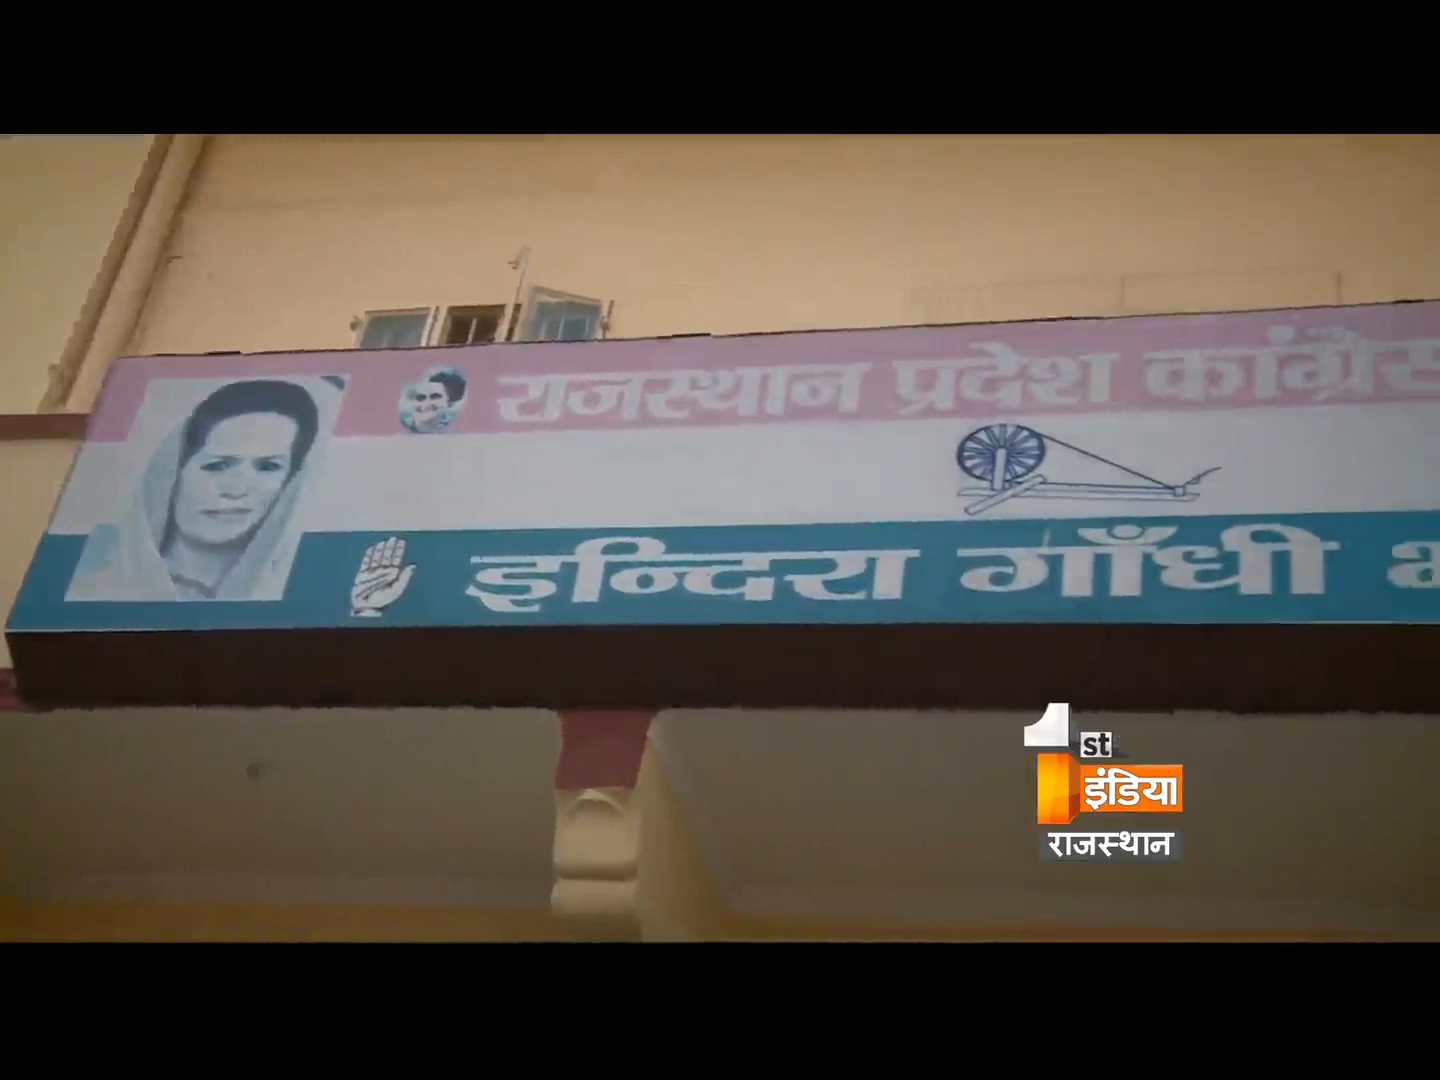 राजस्थान प्रदेश कांग्रेस
इन्दिरा गाँधी
1st
इंडिया
राजस्थान